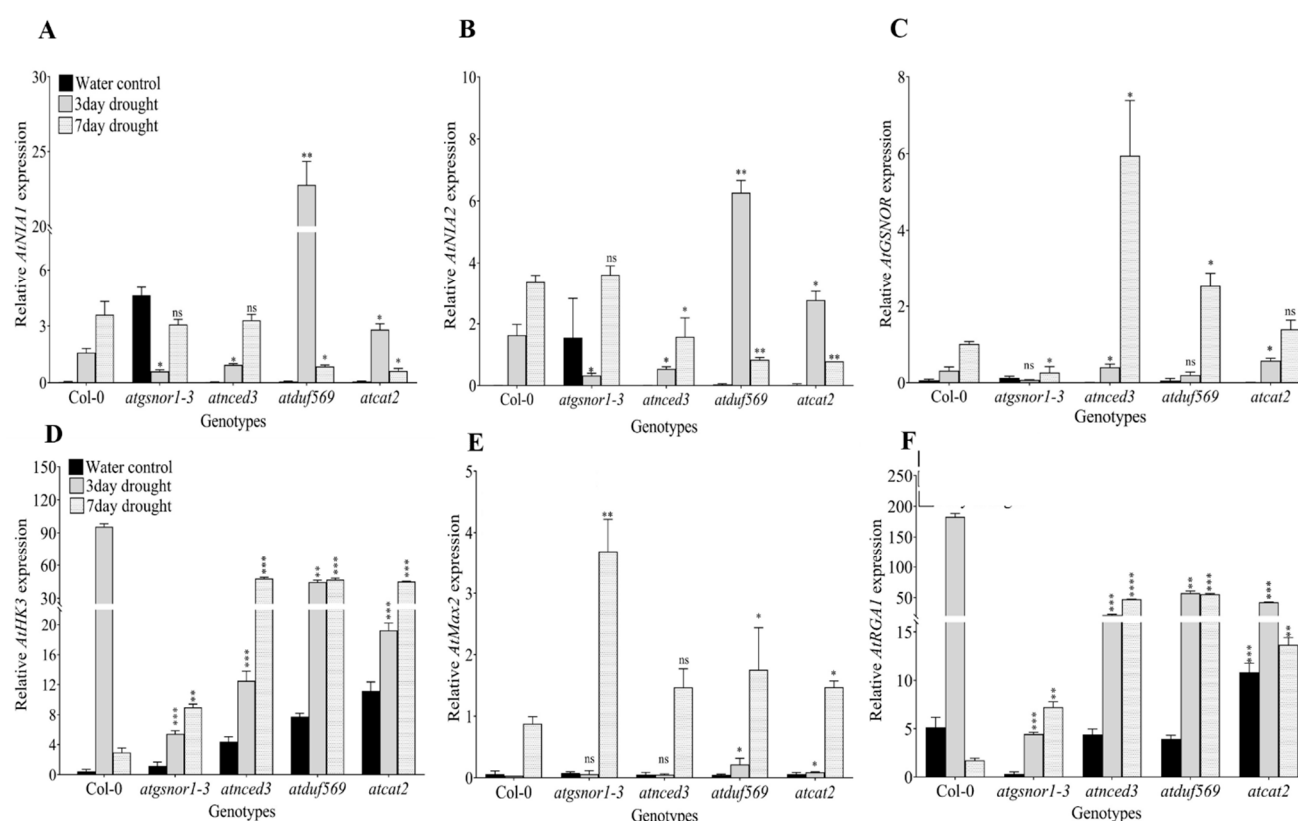 A
Relative AtNIA1 expression
30
25
20
6
3
0
Water control
3day drought
7day drought
*
ns
*
ns
**
*
*
*
Col-0 atgsnor1-3 atnced3 atduf569 atcat2
Genotypes
B
Relative AtNIA2 expression
10
8
6
4
2
0
*
ns
*
*
**
**
*
**
Col-0 atgsnor1-3 atnced3 atduf569 atcat2
Genotypes
C
Relative AtGSNOR expression
8
6
4
2
0
ns
*
*
*
ns
*
*
ns
Col-0 atgsnor1-3 atnced3 atduf569 atcat2
Genotypes
D
Relative AtHK3 expression
150
120
90
60
30
20
16
12
8
4
0
Water control
3day drought
7day drought
***
**
***
***
**
***
***
***
Col-0 atgsnor1-3 atnced3 atduf569 atcat2
Genotypes
E
Relative AtMax2 expression
5
4
3
2
1
0
ns
**
ns
ns
*
*
*
*
Col-0 atgsnor1-3 atnced3 atduf569 atcat2
Genotypes
F
Relative AtRGA1 expression
250
200
150
100
50
15
10
5
0
***
**
***
****
**
***
***
***
**
Col-0 atgsnor1-3 atnced3 atduf569 atcat2
Genotypes